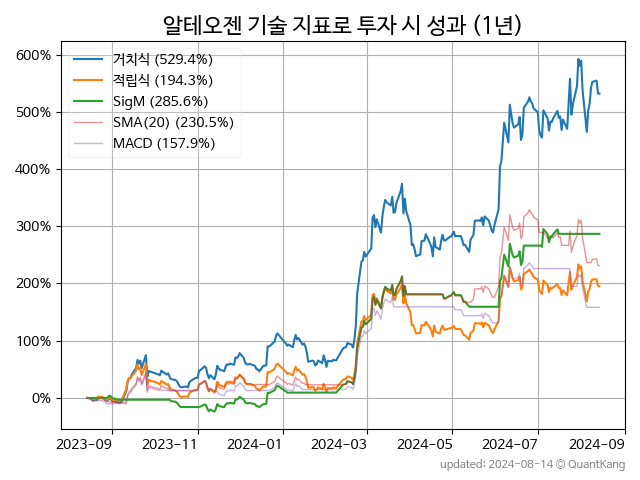 알테오젠 기술 지표로 투자 시 성과 (1년)
거치식 (529.4%)
적립식 (194.3%)
SigM (285.6%)
SMA(20) (230.5%)
MACD (157.9%)
600%
500%
400%
300%
200%
100%
0%
2023-09 2023-11 2024-01 2024-03 2024-05 2024-07 2024-09
updated: 2024-08-14 © QuantKang